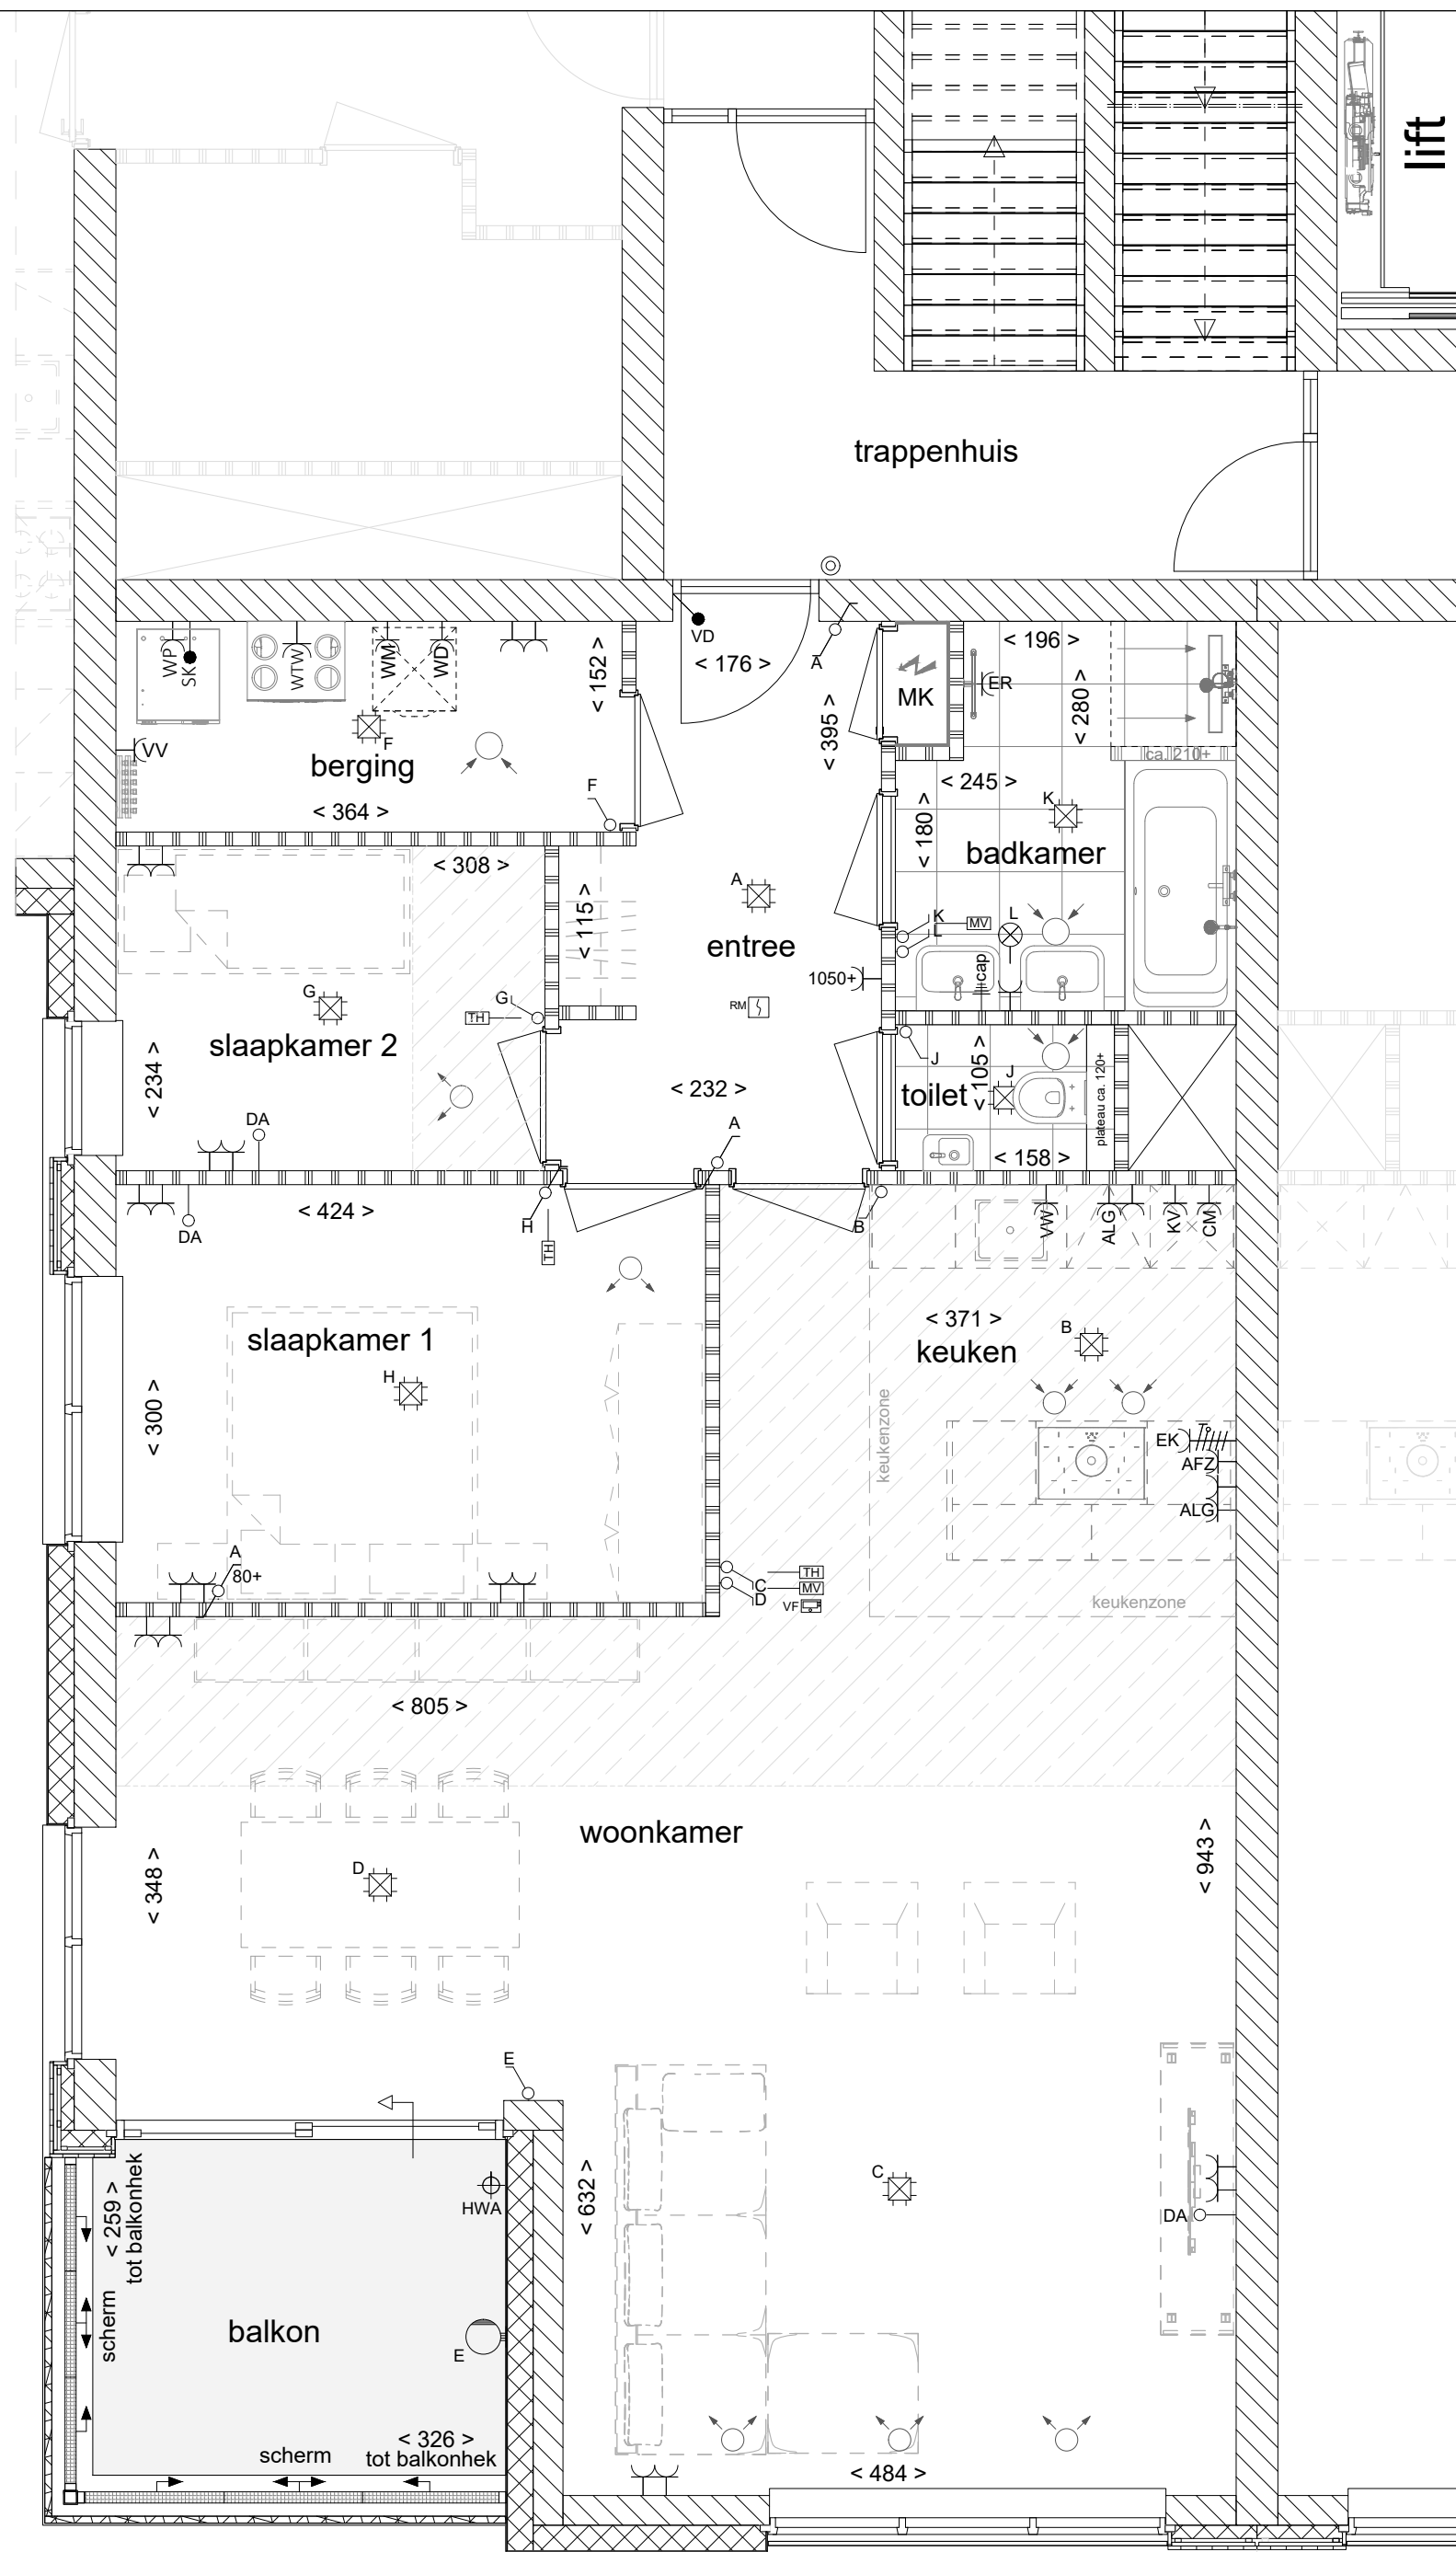 lift
trappenhuis
VD
< 176 >
A
WP
SK
WTW
WM
WD
< 152 >
< 395 >
MK
ER
< 196 >
< 280 >
ca. 210+
VV
F
berging
< 364 >
F
< 245 >
K
< 180 >
badkamer
< 308 >
< 115 >
A
entree
K
L
MV
L
1050+
cap
G
slaapkamer 2
TH
G
RM
< 234 >
DA
< 232 >
J
toilet
< 105 >
J
plateau ca. 120+
< 158 >
A
DA
< 424 >
H
TH
B
VW
ALG
KV
CM
slaapkamer 1
H
< 300 >
< 371 >
keuken
B
keukenzone
EK
T°
AFZ
ALG
A
80+
C
D
TH
MV
VF
keukenzone
< 805 >
woonkamer
D
< 348 >
< 943 >
E
< 259 >
tot balkonhek
HWA
< 632 >
C
DA
scherm
balkon
E
< 326 >
tot balkonhek
scherm
< 484 >